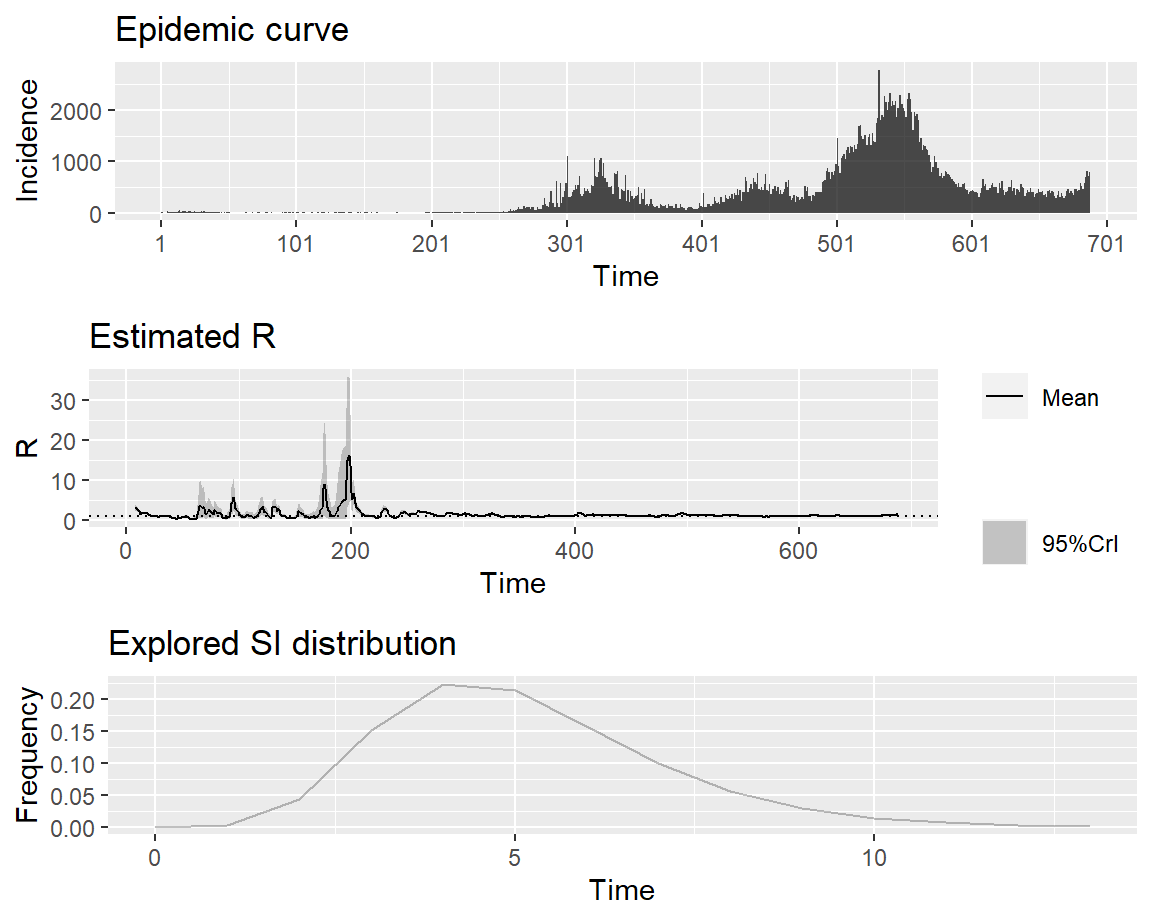 Epidemic curve
Incidence
2000
1000
0
1 101 201 301 401 501 601 701
Time
Estimated R
R
30
20
10
0
0 200 400 600
Time
Mean
95%CrI
Explored SI distribution
Frequency
0.20
0.15
0.10
0.05
0.00
0 5 10
Time